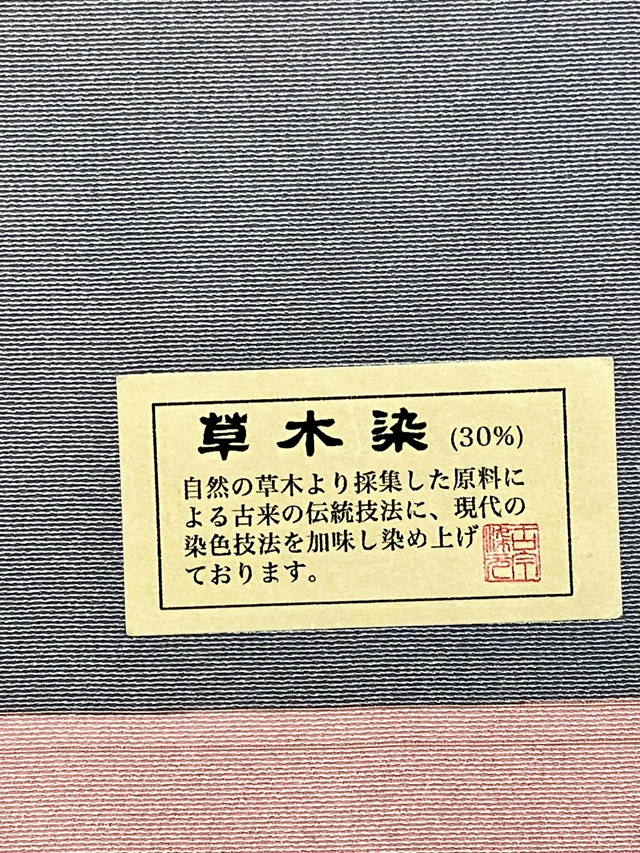 草木染 (30%)
自然の草木より採集した原料に
よる古来の伝統技法に、現代の
染色技法を加味し染め上げ
ております。